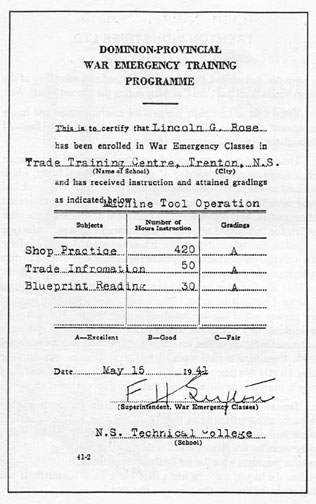 DOMINION-PROVINCIAL
WAR EMERGENCY TRAINING
PROGRAMME
This is to certify that Lincoln G. Rose
has been enrolled in War Emergency Classes in
Trade Training Centre, Trenton, N.S.
(Name of School) (City)
and has received instruction and attained gradings
as indicated below Machine Tool Operation
Subjects Number of Hours Instruction Gradings
Shop Practice 420 A
Trade Infromation 50 A
Blueprint Reading 30 A
A—Excellent B—Good C—Fair
Date May 15 1941
(Superintendent, War Emergency Classes)
N.S. Technical College
(School)
41-2